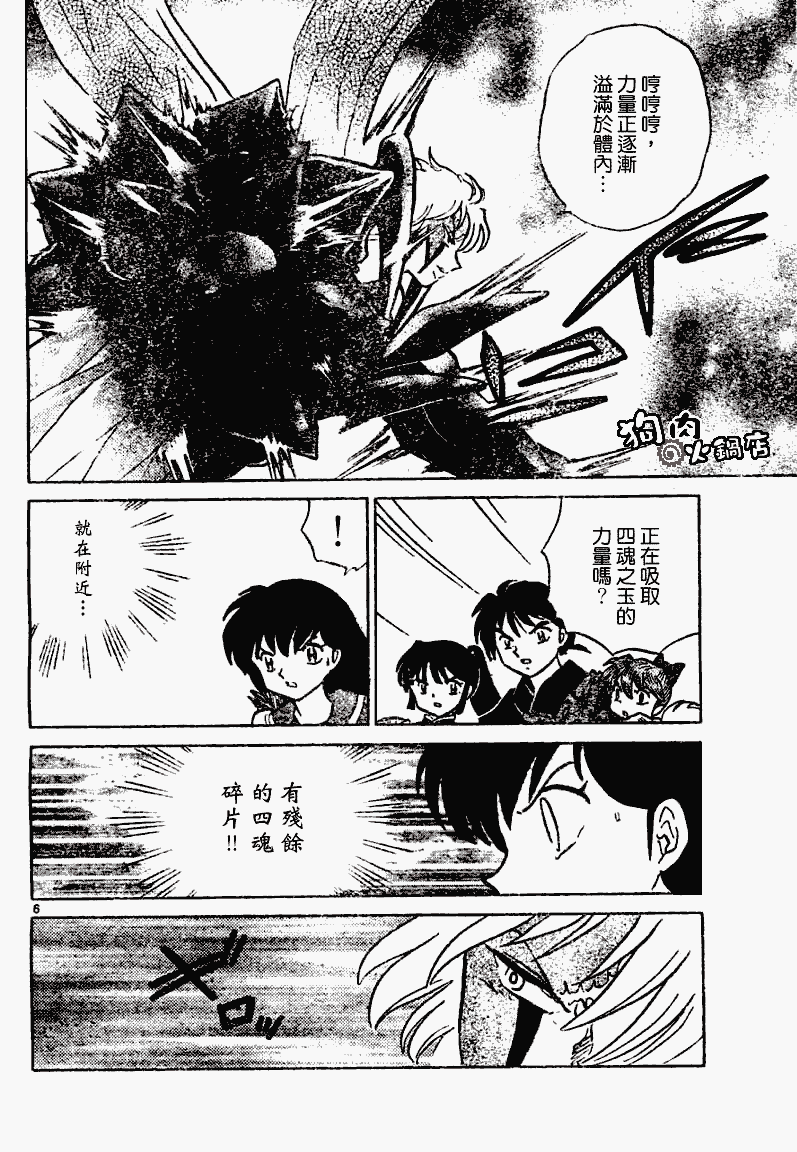 哼哼哼，
力量正逐漸
溢滿於體內…
狗肉火鍋店
正在吸取
四魂之玉的
力量嗎？
！
就在附近…
有殘餘
的四魂
碎片!!
6
メロ